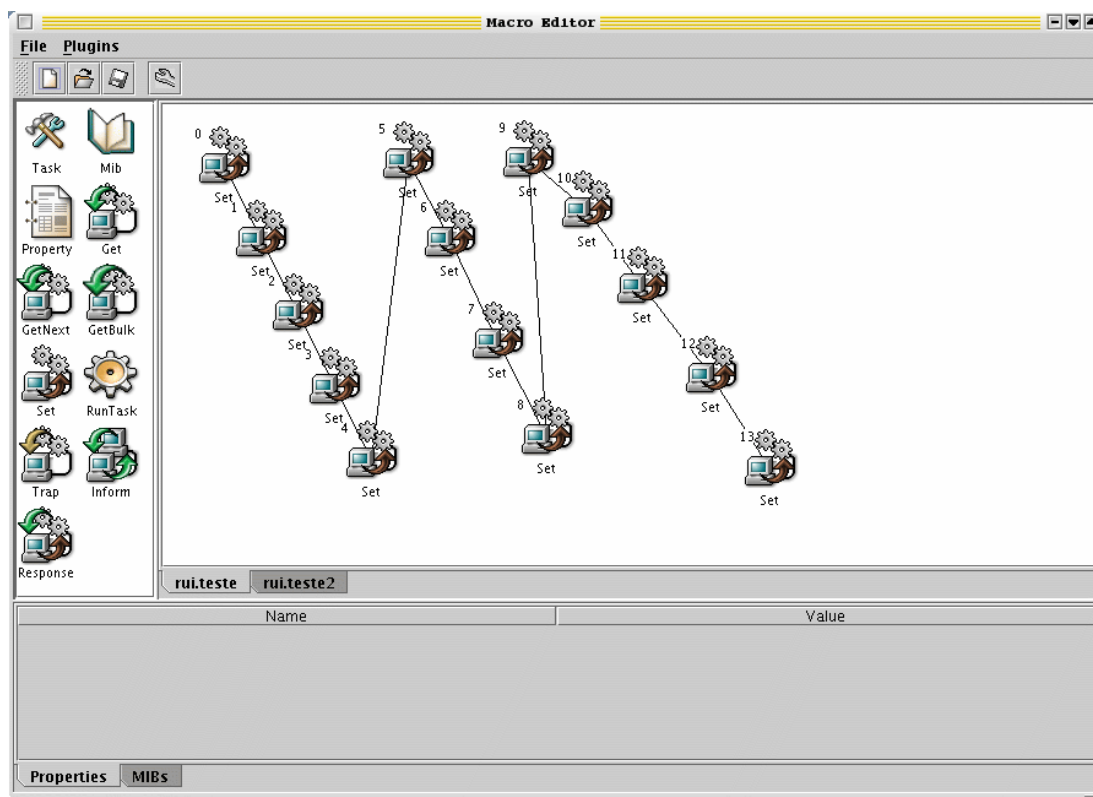 Macro Editor
File Plugins
Task Mib
Property Get
GetNext GetBulk
Set RunTask
Trap Inform
Response
0 5 9
Set Set Set 10
1 6 Set
Set Set 11
2 Set
Set 7 12
3 Set Set
Set 8 13
4 Set Set
Set
rui.teste rui.teste2
Name Value
Properties MIBs